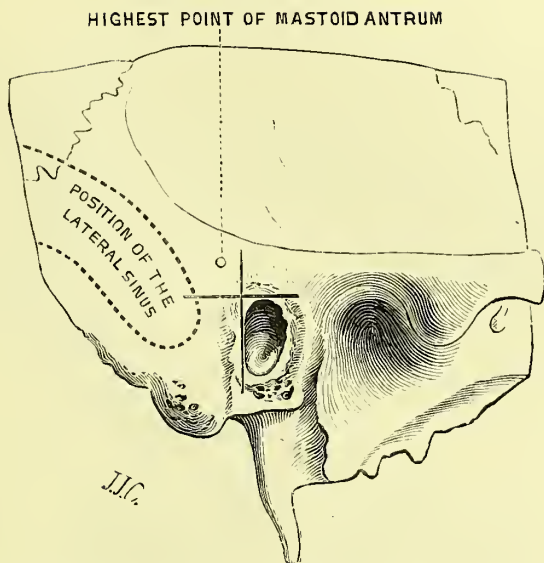 HIGHEST POINT OF MASTOID ANTRUM
POSITION OF THE
LATERAL SINUS
J.J.C.